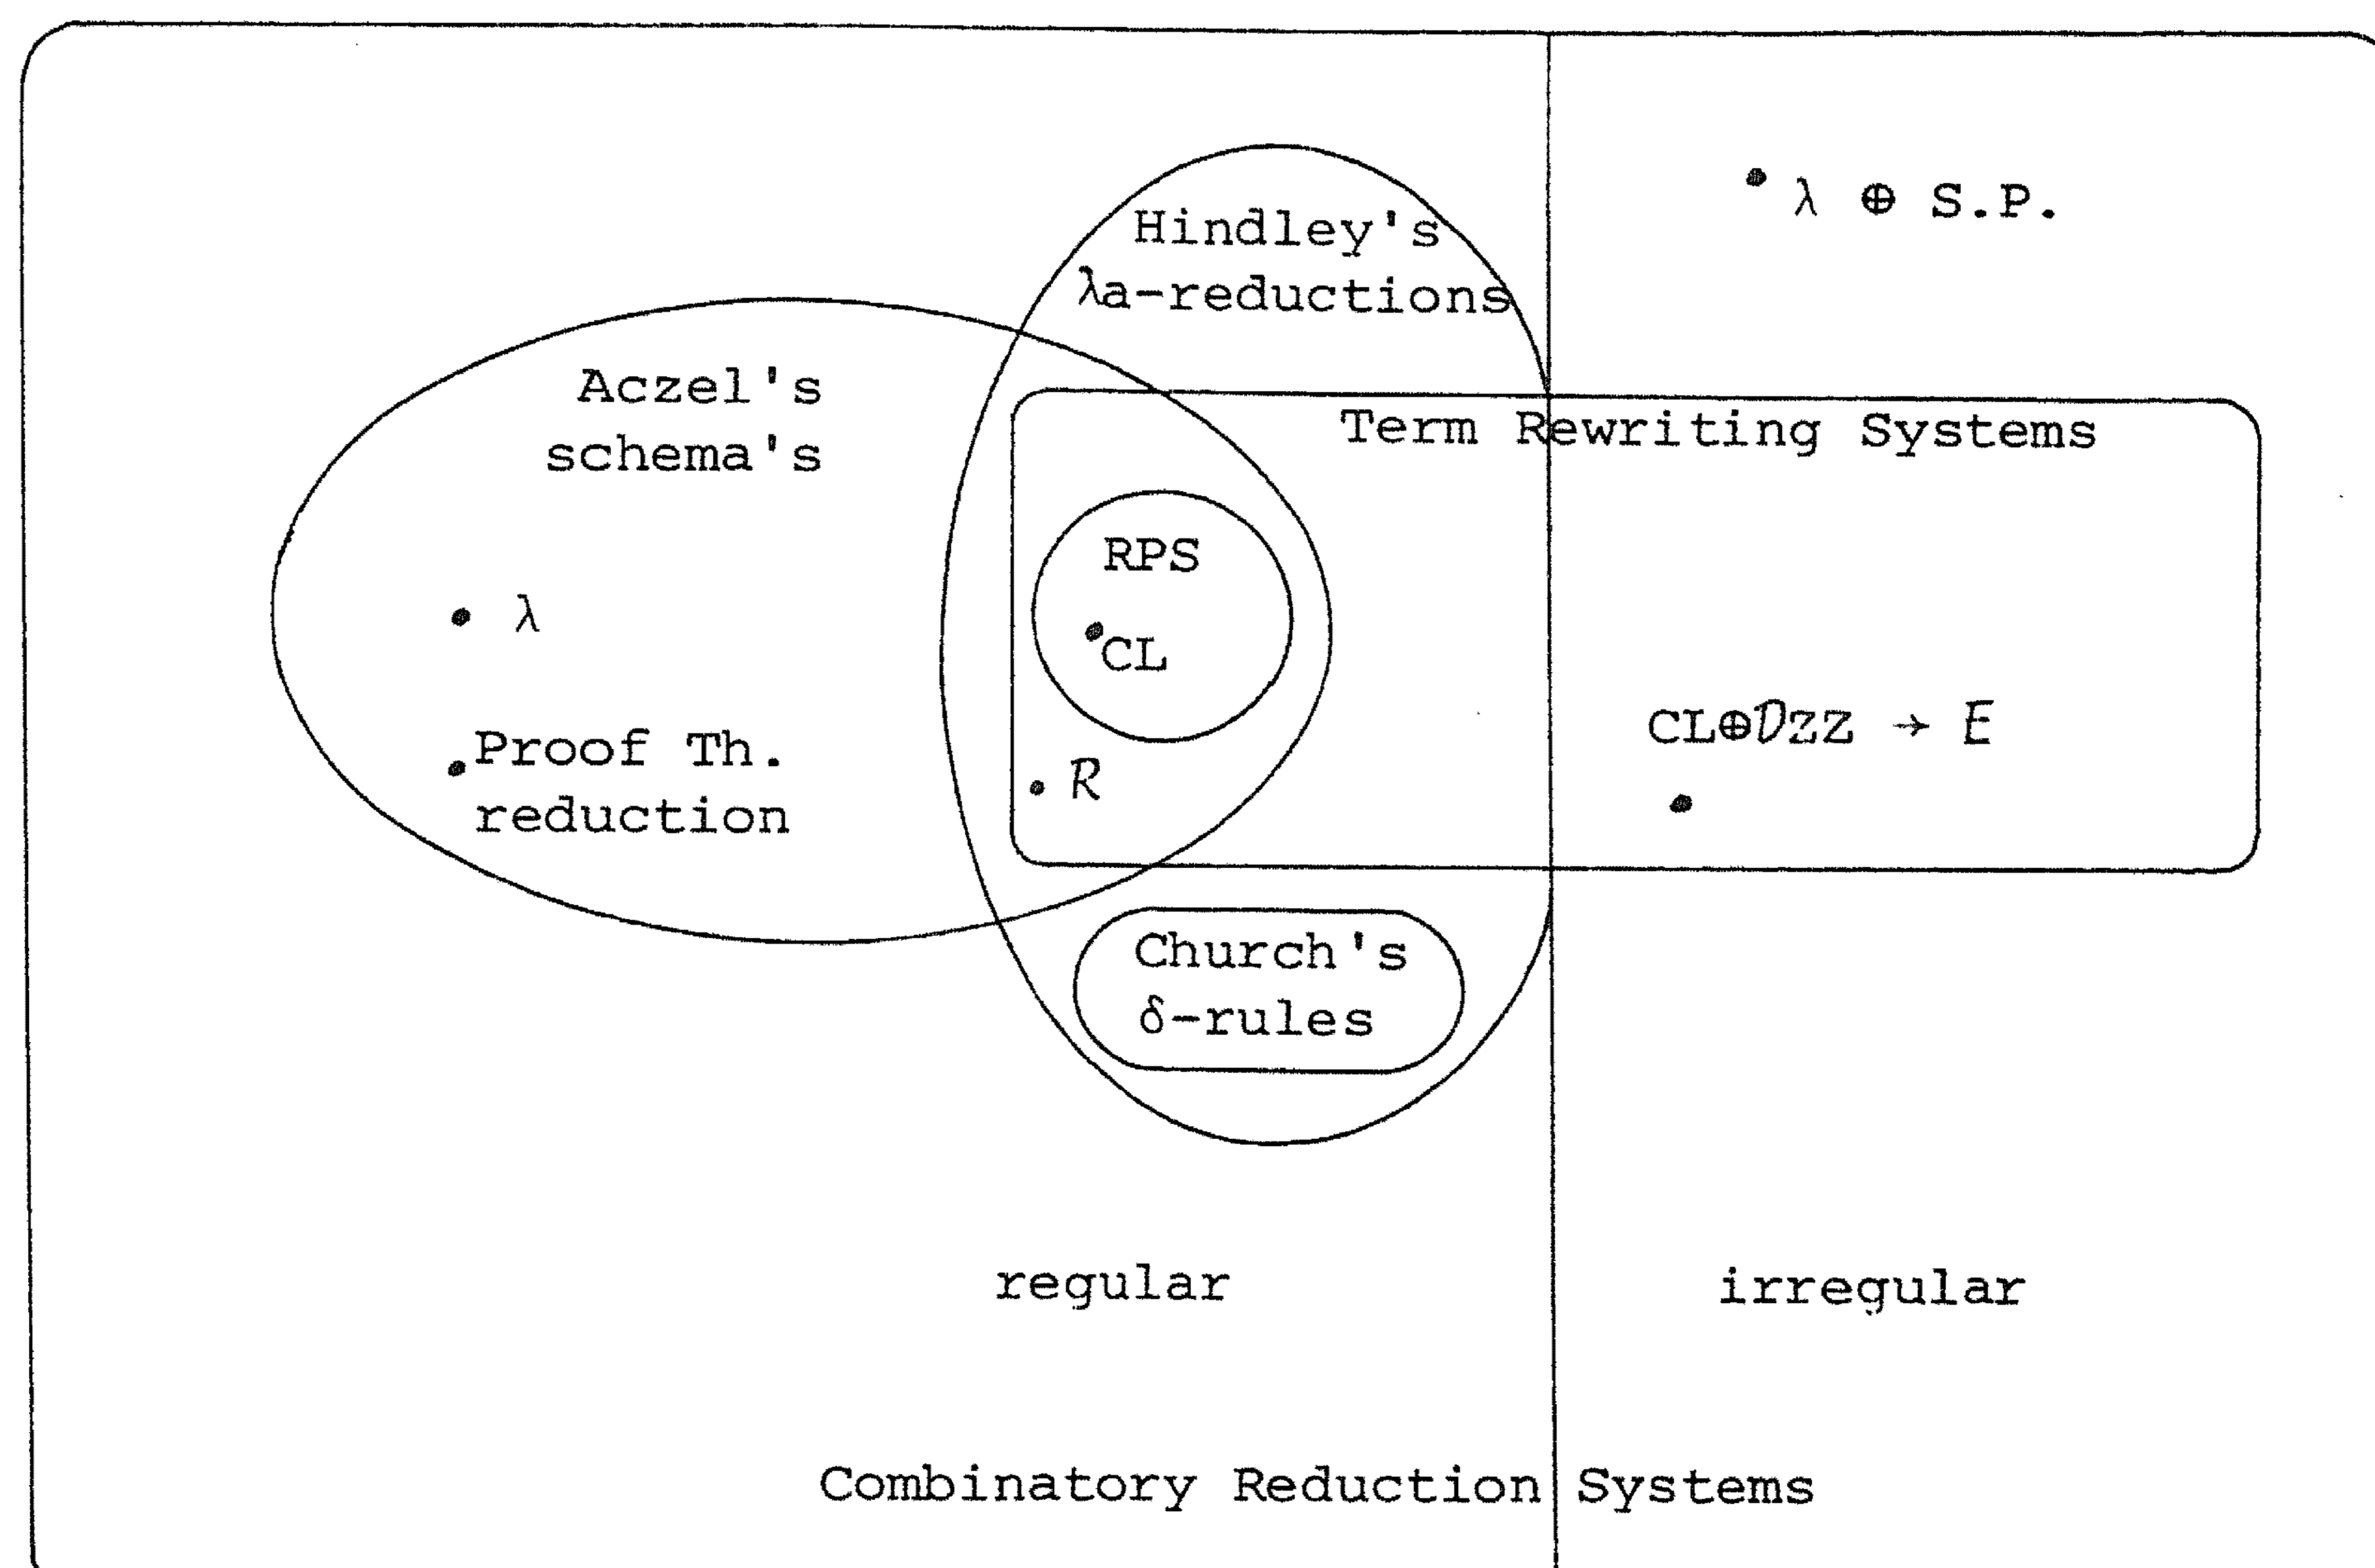 λ ⊕ S.P.
Hindley's
λa-reductions
Aczel's
schema's
Term Rewriting Systems
RPS
λ
CL
CL⊕DZZ → E
Proof Th.
reduction
R
Church's
δ-rules
regular
irregular
Combinatory Reduction Systems